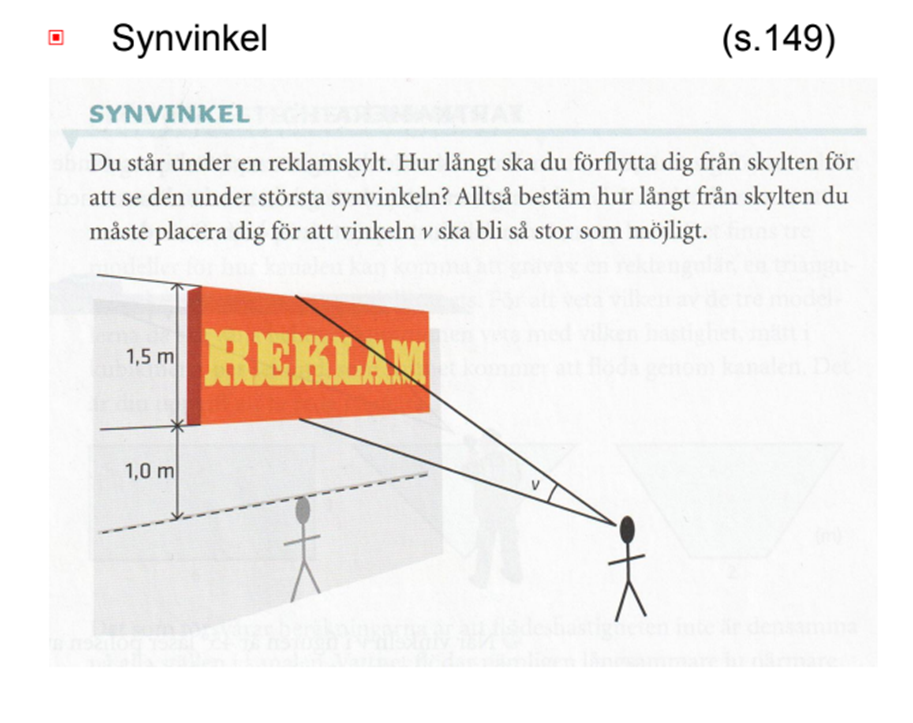 Synvinkel (s.149)
SYNVINKEL
Du står under en reklamskylt. Hur långt ska du förflytta dig från skylten för
att se den under största synvinkeln? Alltså bestäm hur långt från skylten du
måste placera dig för att vinkeln v ska bli så stor som möjligt.
REKLAM
1,5 m
1,0 m
v